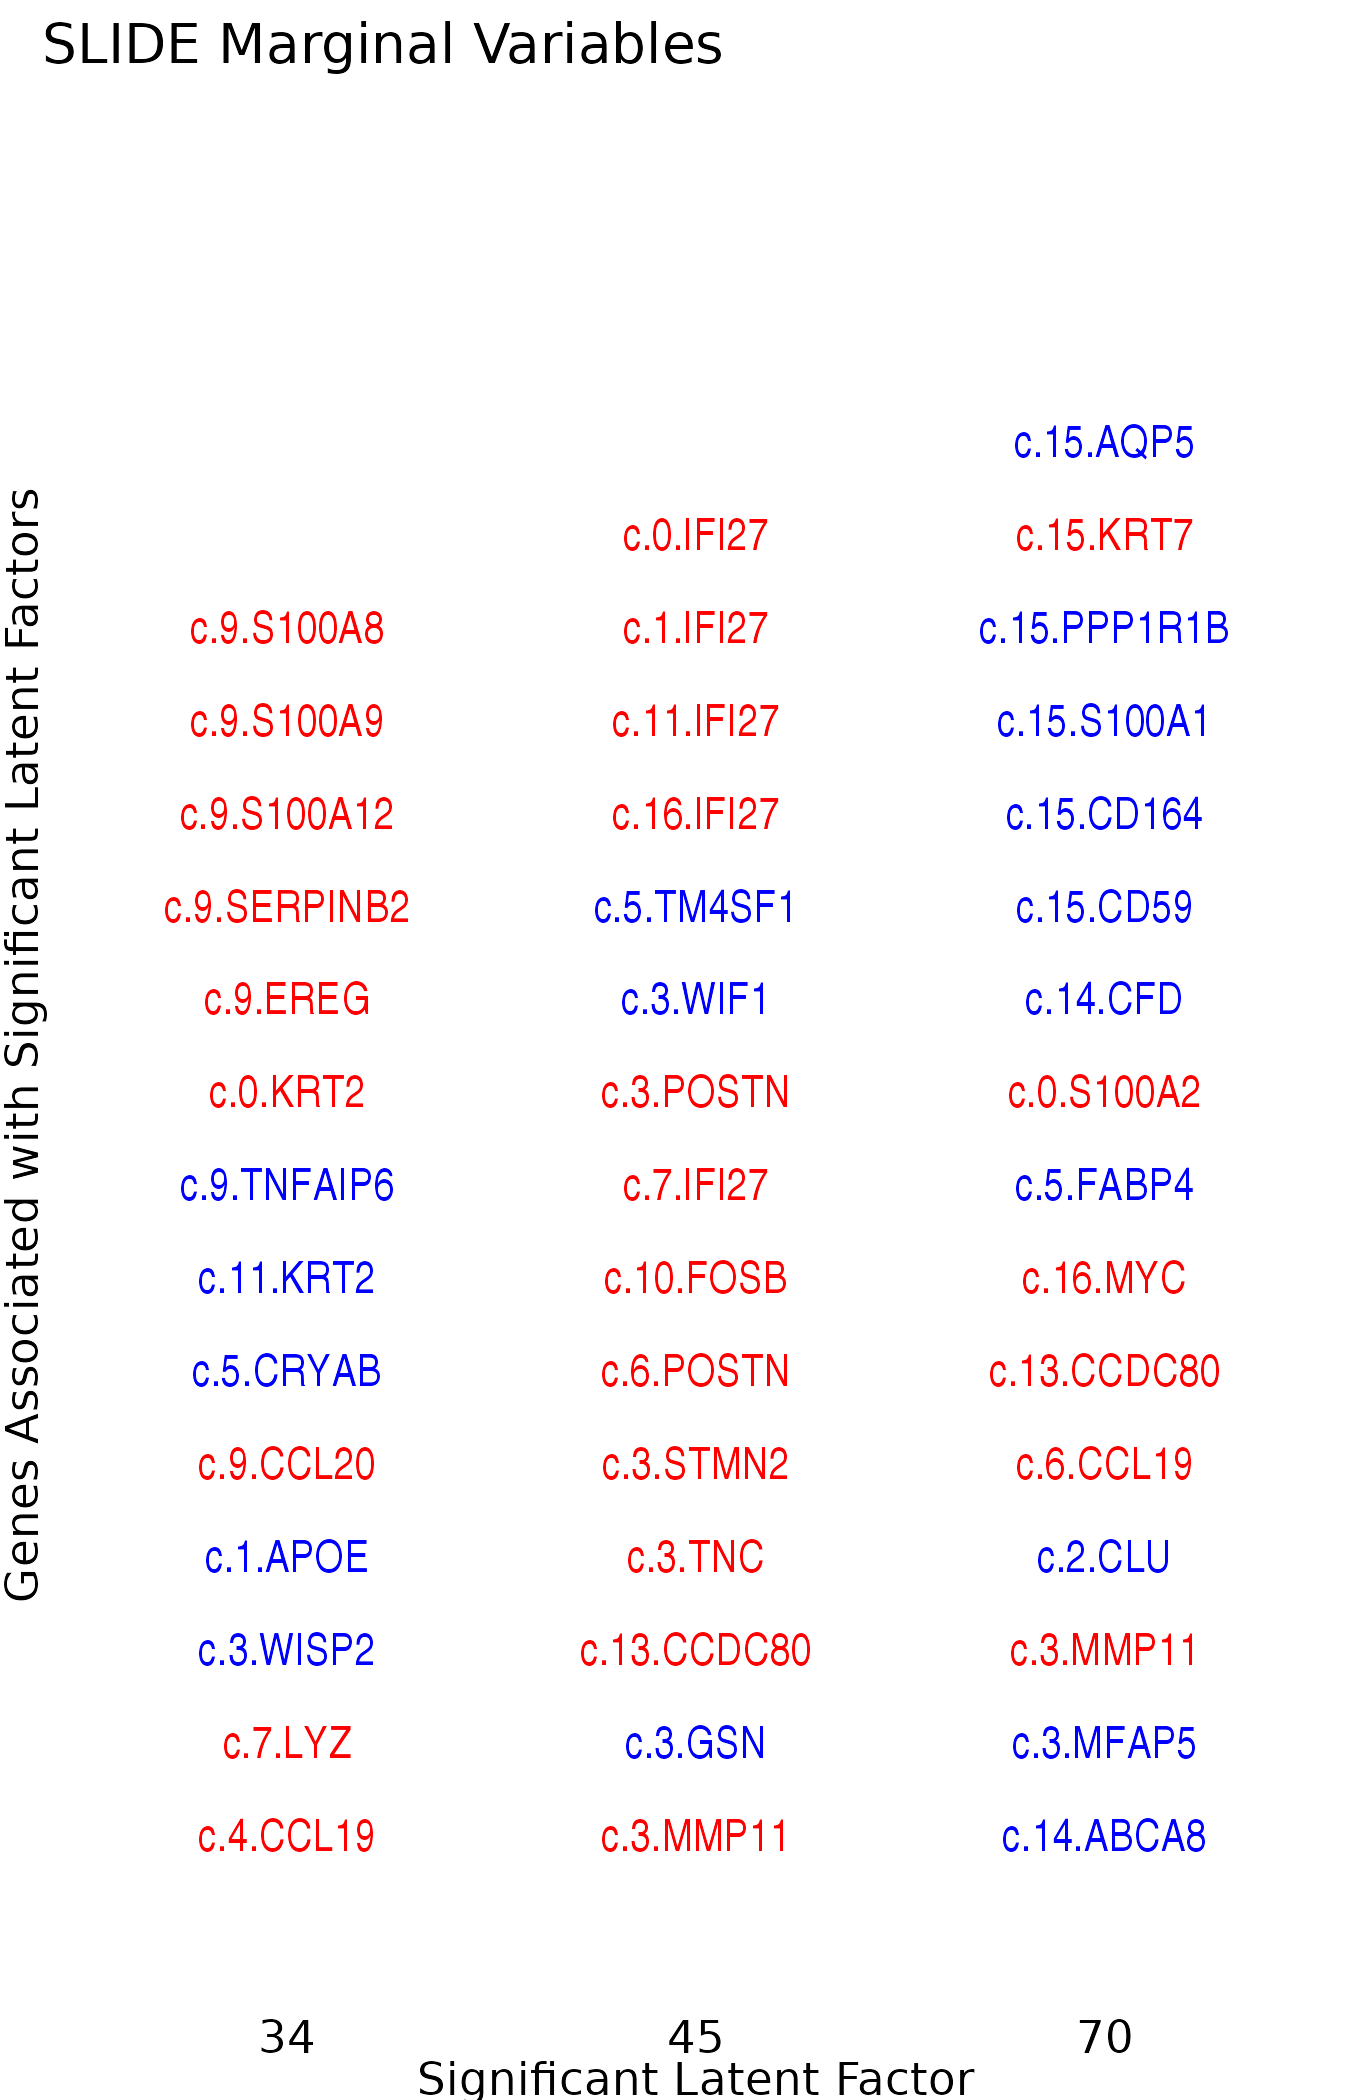 SLIDE Marginal Variables
Genes Associated with Significant Latent Factors
c.15.AQP5
c.0.IFI27 c.15.KRT7
c.9.S100A8 c.1.IFI27 c.15.PPP1R1B
c.9.S100A9 c.11.IFI27 c.15.S100A1
c.9.S100A12 c.16.IFI27 c.15.CD164
c.9.SERPINB2 c.5.TM4SF1 c.15.CD59
c.9.EREG c.3.WIF1 c.14.CFD
c.0.KRT2 c.3.POSTN c.0.S100A2
c.9.TNFAIP6 c.7.IFI27 c.5.FABP4
c.11.KRT2 c.10.FOSB c.16.MYC
c.5.CRYAB c.6.POSTN c.13.CCDC80
c.9.CCL20 c.3.STMN2 c.6.CCL19
c.1.APOE c.3.TNC c.2.CLU
c.3.WISP2 c.13.CCDC80 c.3.MMP11
c.7.LYZ c.3.GSN c.3.MFAP5
c.4.CCL19 c.3.MMP11 c.14.ABCA8
34 45 70
Significant Latent Factor